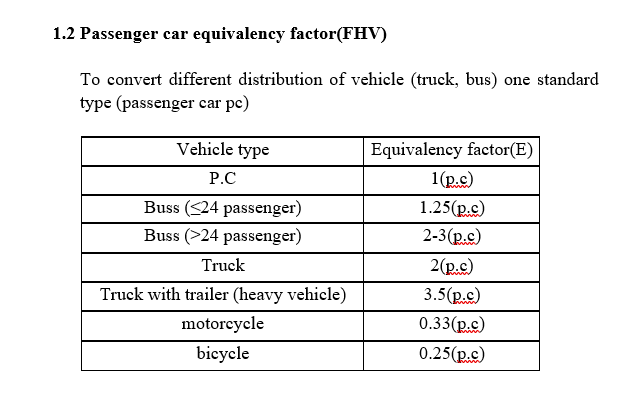 1.2 Passenger car equivalency factor(FHV)
To convert different distribution of vehicle (truck, bus) one standard
type (passenger car pc)
Vehicle type Equivalency factor(E)
P.C 1(p.c)
Buss (≤24 passenger) 1.25(p.c)
Buss (>24 passenger) 2-3(p.c)
Truck 2(p.c)
Truck with trailer (heavy vehicle) 3.5(p.c)
motorcycle 0.33(p.c)
bicycle 0.25(p.c)